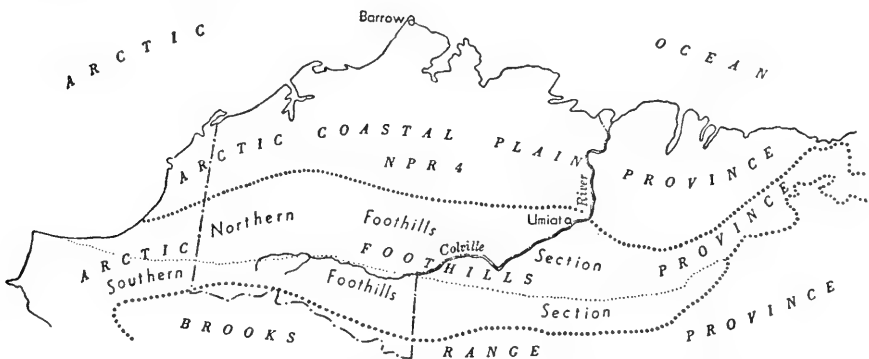 Barrow
ARCTIC OCEAN
ARCTIC COASTAL PLAIN PROVINCE
NPR 4
River
Umiat
Northern Foothills Section
Colville
ARCTIC FOOTHILLS PROVINCE
Southern Foothills Section
BROOKS RANGE PROVINCE